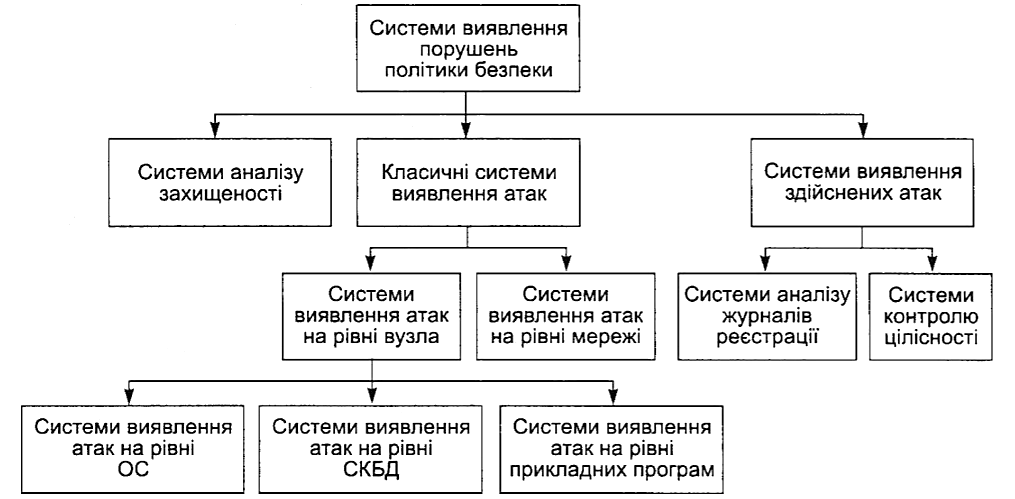 Системи виявлення
порушень
політики безпеки
Системи аналізу
захищеності
Класичні системи
виявлення атак
Системи виявлення
здійснених атак
Системи
виявлення атак
на рівні вузла
Системи
виявлення атак
на рівні мережі
Системи аналізу
журналів
реєстрації
Системи
контролю
цілісності
Системи виявлення
атак на рівні
ОС
Системи виявлення
атак на рівні
СКБД
Системи виявлення
атак на рівні
прикладних програм